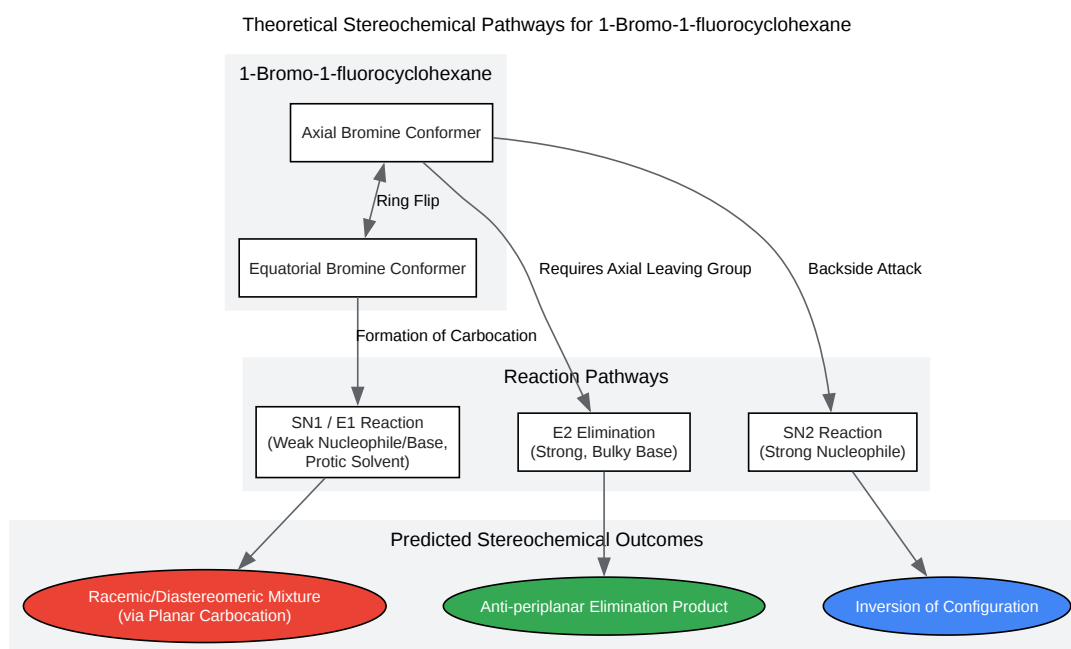 Theoretical Stereochemical Pathways for 1-Bromo-1-fluorocyclohexane
1-Bromo-1-fluorocyclohexane
Axial Bromine Conformer
Ring Flip
Equatorial Bromine Conformer
Requires Axial Leaving Group
Backside Attack
Formation of Carbocation
Reaction Pathways
SN1 / E1 Reaction
(Weak Nucleophile/Base,
Protic Solvent)
E2 Elimination
(Strong, Bulky Base)
SN2 Reaction
(Strong Nucleophile)
Predicted Stereochemical Outcomes
Racemic/Diastereomeric Mixture
(via Planar Carbocation)
Anti-periplanar Elimination Product
Inversion of Configuration